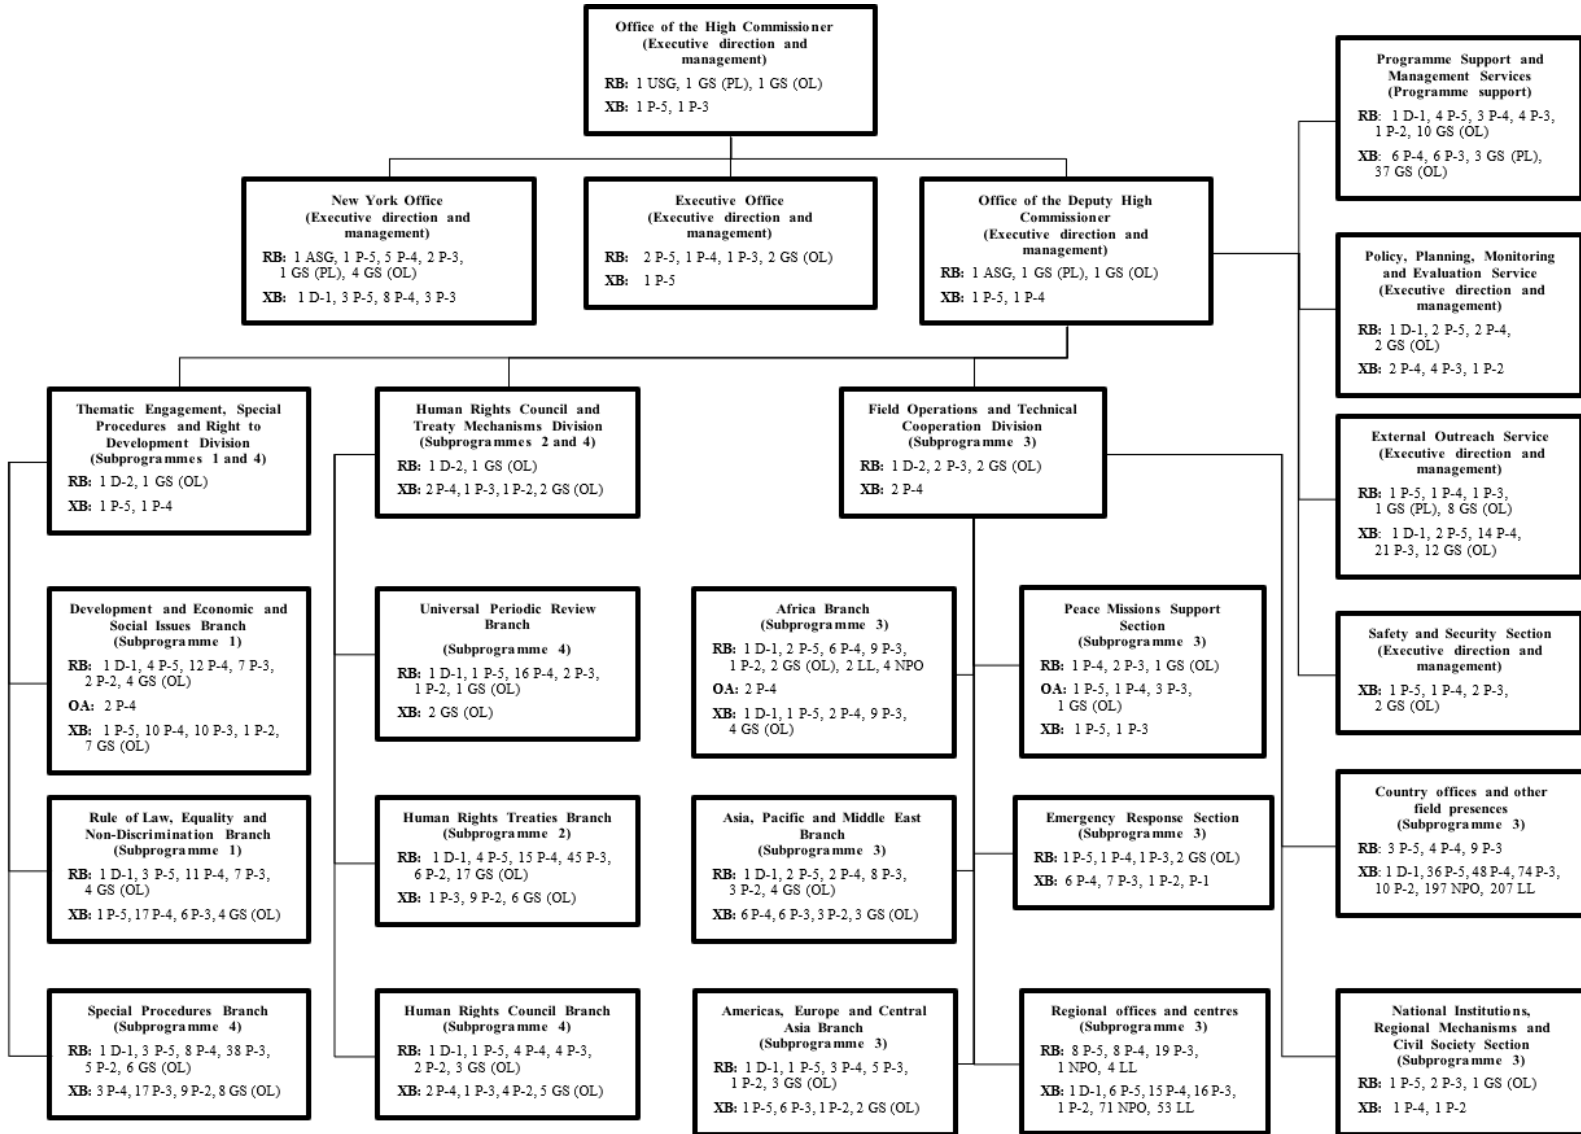 Office of the High Commissioner
(Executive direction and
management)
RB: 1 USG, 1 GS (PL), 1 GS (OL)
XB: 1 P-5, 1 P-3
Programme Support and
Management Services
(Programme support)
RB: 1 D-1, 4 P-5, 3 P-4, 4 P-3,
1 P-2, 10 GS (OL)
XB: 6 P-4, 6 P-3, 3 GS (PL),
37 GS (OL)
New York Office
(Executive direction and
management)
RB: 1 ASG, 1 P-5, 5 P-4, 2 P-3,
1 GS (PL), 4 GS (OL)
XB: 1 D-1, 3 P-5, 8 P-4, 3 P-3
Executive Office
(Executive direction and
management)
RB: 2 P-5, 1 P-4, 1 P-3, 2 GS (OL)
XB: 1 P-5
Office of the Deputy High
Commissioner
(Executive direction and
management)
RB: 1 ASG, 1 GS (PL), 1 GS (OL)
XB: 1 P-5, 1 P-4
Policy, Planning, Monitoring
and Evaluation Service
(Executive direction and
management)
RB: 1 D-1, 2 P-5, 2 P-4,
2 GS (OL)
XB: 2 P-4, 4 P-3, 1 P-2
Thematic Engagement, Special
Procedures and Right to
Development Division
(Subprogrammes 1 and 4)
RB: 1 D-2, 1 GS (OL)
XB: 1 P-5, 1 P-4
Human Rights Council and
Treaty Mechanisms Division
(Subprogrammes 2 and 4)
RB: 1 D-2, 1 GS (OL)
XB: 2 P-4, 1 P-3, 1 P-2, 2 GS (OL)
Field Operations and Technical
Cooperation Division
(Subprogramme 3)
RB: 1 D-2, 2 P-3, 2 GS (OL)
XB: 2 P-4
External Outreach Service
(Executive direction and
management)
RB: 1 P-5, 1 P-4, 1 P-3,
1 GS (PL), 8 GS (OL)
XB: 1 D-1, 2 P-5, 14 P-4,
21 P-3, 12 GS (OL)
Development and Economic and
Social Issues Branch
(Subprogramme 1)
RB: 1 D-1, 4 P-5, 12 P-4, 7 P-3,
2 P-2, 4 GS (OL)
OA: 2 P-4
XB: 1 P-5, 10 P-4, 10 P-3, 1 P-2,
7 GS (OL)
Universal Periodic Review
Branch
(Subprogramme 4)
RB: 1 D-1, 1 P-5, 16 P-4, 2 P-3,
1 P-2, 1 GS (OL)
XB: 2 GS (OL)
Africa Branch
(Subprogramme 3)
RB: 1 D-1, 2 P-5, 6 P-4, 9 P-3,
1 P-2, 2 GS (OL), 2 LL, 4 NPO
OA: 2 P-4
XB: 1 D-1, 1 P-5, 2 P-4, 9 P-3,
4 GS (OL)
Peace Missions Support
Section
(Subprogramme 3)
RB: 1 P-4, 2 P-3, 1 GS (OL)
OA: 1 P-5, 1 P-4, 3 P-3,
1 GS (OL)
XB: 1 P-5, 1 P-3
Safety and Security Section
(Executive direction and
management)
XB: 1 P-5, 1 P-4, 2 P-3,
2 GS (OL)
Rule of Law, Equality and
Non-Discrimination Branch
(Subprogramme 1)
RB: 1 D-1, 3 P-5, 11 P-4, 7 P-3,
4 GS (OL)
XB: 1 P-5, 17 P-4, 6 P-3, 4 GS (OL)
Human Rights Treaties Branch
(Subprogramme 2)
RB: 1 D-1, 4 P-5, 15 P-4, 45 P-3,
6 P-2, 17 GS (OL)
XB: 1 P-3, 9 P-2, 6 GS (OL)
Asia, Pacific and Middle East
Branch
(Subprogramme 3)
RB: 1 D-1, 2 P-5, 2 P-4, 8 P-3,
3 P-2, 4 GS (OL)
XB: 6 P-4, 6 P-3, 3 P-2, 3 GS (OL)
Emergency Response Section
(Subprogramme 3)
RB: 1 P-5, 1 P-4, 1 P-3, 2 GS (OL)
XB: 6 P-4, 7 P-3, 1 P-2, P-1
Country offices and other
field presences
(Subprogramme 3)
RB: 3 P-5, 4 P-4, 9 P-3
XB: 1 D-1, 36 P-5, 48 P-4, 74 P-3,
10 P-2, 197 NPO, 207 LL
Special Procedures Branch
(Subprogramme 4)
RB: 1 D-1, 3 P-5, 8 P-4, 38 P-3,
5 P-2, 6 GS (OL)
XB: 3 P-4, 17 P-3, 9 P-2, 8 GS (OL)
Human Rights Council Branch
(Subprogramme 4)
RB: 1 D-1, 1 P-5, 4 P-4, 4 P-3,
2 P-2, 3 GS (OL)
XB: 2 P-4, 1 P-3, 4 P-2, 5 GS (OL)
Americas, Europe and Central
Asia Branch
(Subprogramme 3)
RB: 1 D-1, 1 P-5, 3 P-4, 5 P-3,
1 P-2, 3 GS (OL)
XB: 1 P-5, 6 P-3, 1 P-2, 2 GS (OL)
Regional offices and centres
(Subprogramme 3)
RB: 8 P-5, 8 P-4, 19 P-3,
1 NPO, 4 LL
XB: 1 D-1, 6 P-5, 15 P-4, 16 P-3,
1 P-2, 71 NPO, 53 LL
National Institutions,
Regional Mechanisms and
Civil Society Section
(Subprogramme 3)
RB: 1 P-5, 2 P-3, 1 GS (OL)
XB: 1 P-4, 1 P-2